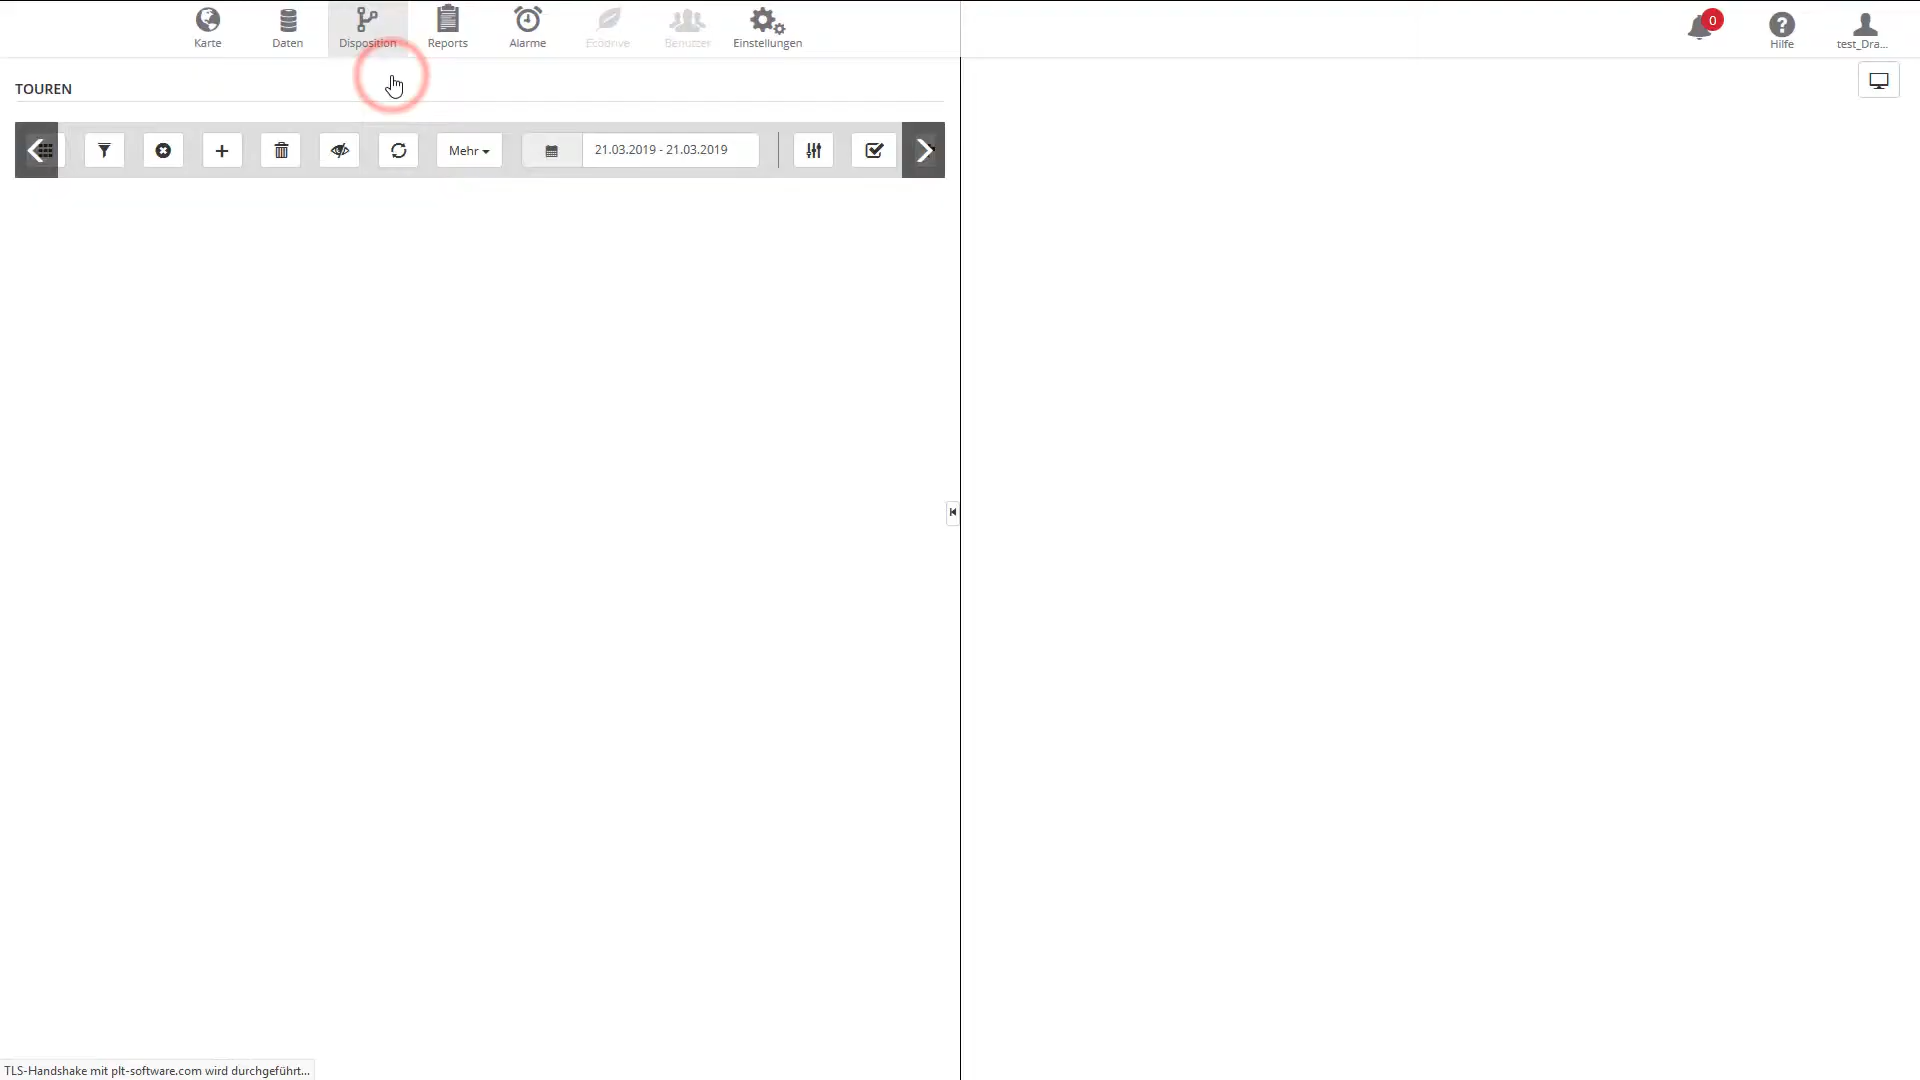 Karte
Daten
Disposition
Reports
Alarme
Ecodrive
Benutzer
Einstellungen
0
Hilfe
test_Dra...
TOUREN
Mehr
21.03.2019 - 21.03.2019
TLS-Handshake mit plt-software.com wird durchgeführt...